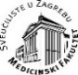 SVEUČILIŠTE U ZAGREBU
MEDICINSKI FAKULTET